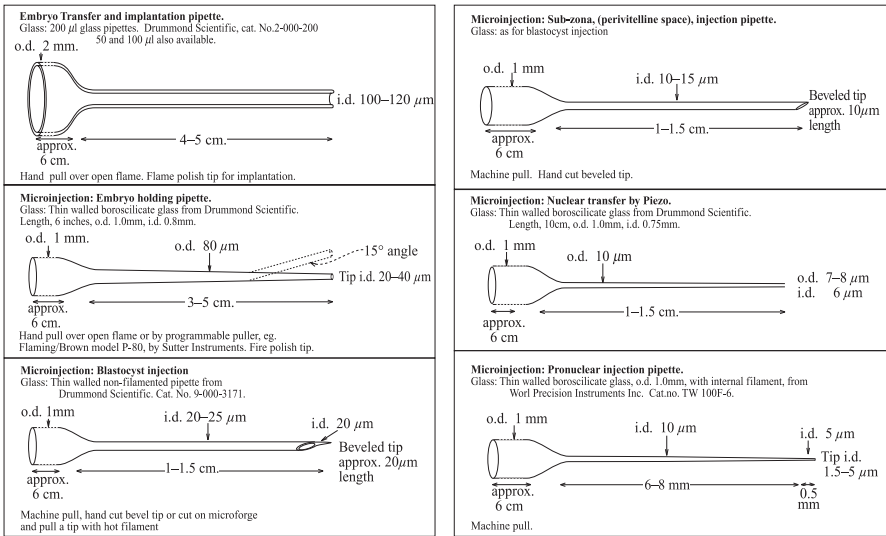 Embryo Transfer and implantation pipette.
Glass: 200 µl glass pipettes. Drummond Scientific, cat. No.2-000-200
50 and 100 µl also available.
o.d. 2 mm.
i.d. 100–120 µm
4–5 cm.
approx.
6 cm.
Hand pull over open flame. Flame polish tip for implantation.
Microinjection: Embryo holding pipette.
Glass: Thin walled boroscilicate glass from Drummond Scientific.
Length, 6 inches, o.d. 1.0mm, i.d. 0.8mm.
o.d. 1 mm.
o.d. 80 µm
15° angle
Tip i.d. 20–40 µm
3–5 cm.
approx.
6 cm.
Hand pull over open flame or by programmable puller, eg.
Flaming/Brown model P-80, by Sutter Instruments. Fire polish tip.
Microinjection: Blastocyst injection
Glass: Thin walled non-filamented pipette from
Drummond Scientific. Cat. No. 9-000-3171.
o.d. 1mm
i.d. 20–25 µm
i.d. 20 µm
Beveled tip
approx. 20µm
length
1–1.5 cm.
approx.
6 cm.
Machine pull, hand cut bevel tip or cut on microforge
and pull a tip with hot filament
Microinjection: Sub-zona, (perivitelline space), injection pipette.
Glass: as for blastocyst injection
o.d. 1 mm
i.d. 10–15 µm
Beveled tip
approx. 10µm
length
1–1.5 cm.
approx.
6 cm
Machine pull. Hand cut beveled tip.
Microinjection: Nuclear transfer by Piezo.
Glass: Thin walled boroscilicate glass from Drummond Scientific.
Length, 10cm, o.d. 1.0mm, i.d. 0.75mm.
o.d. 1 mm
o.d. 10 µm
o.d. 7–8 µm
i.d. 6 µm
1–1.5 cm.
approx.
6 cm
Microinjection: Pronuclear injection pipette.
Glass: Thin walled boroscilicate glass, o.d. 1.0mm, with internal filament, from
Worl Precision Instruments Inc. Cat.no. TW 100F-6.
o.d. 1 mm
i.d. 10 µm
i.d. 5 µm
Tip i.d.
1.5–5 µm
6–8 mm
0.5
mm
approx.
6 cm
Machine pull.